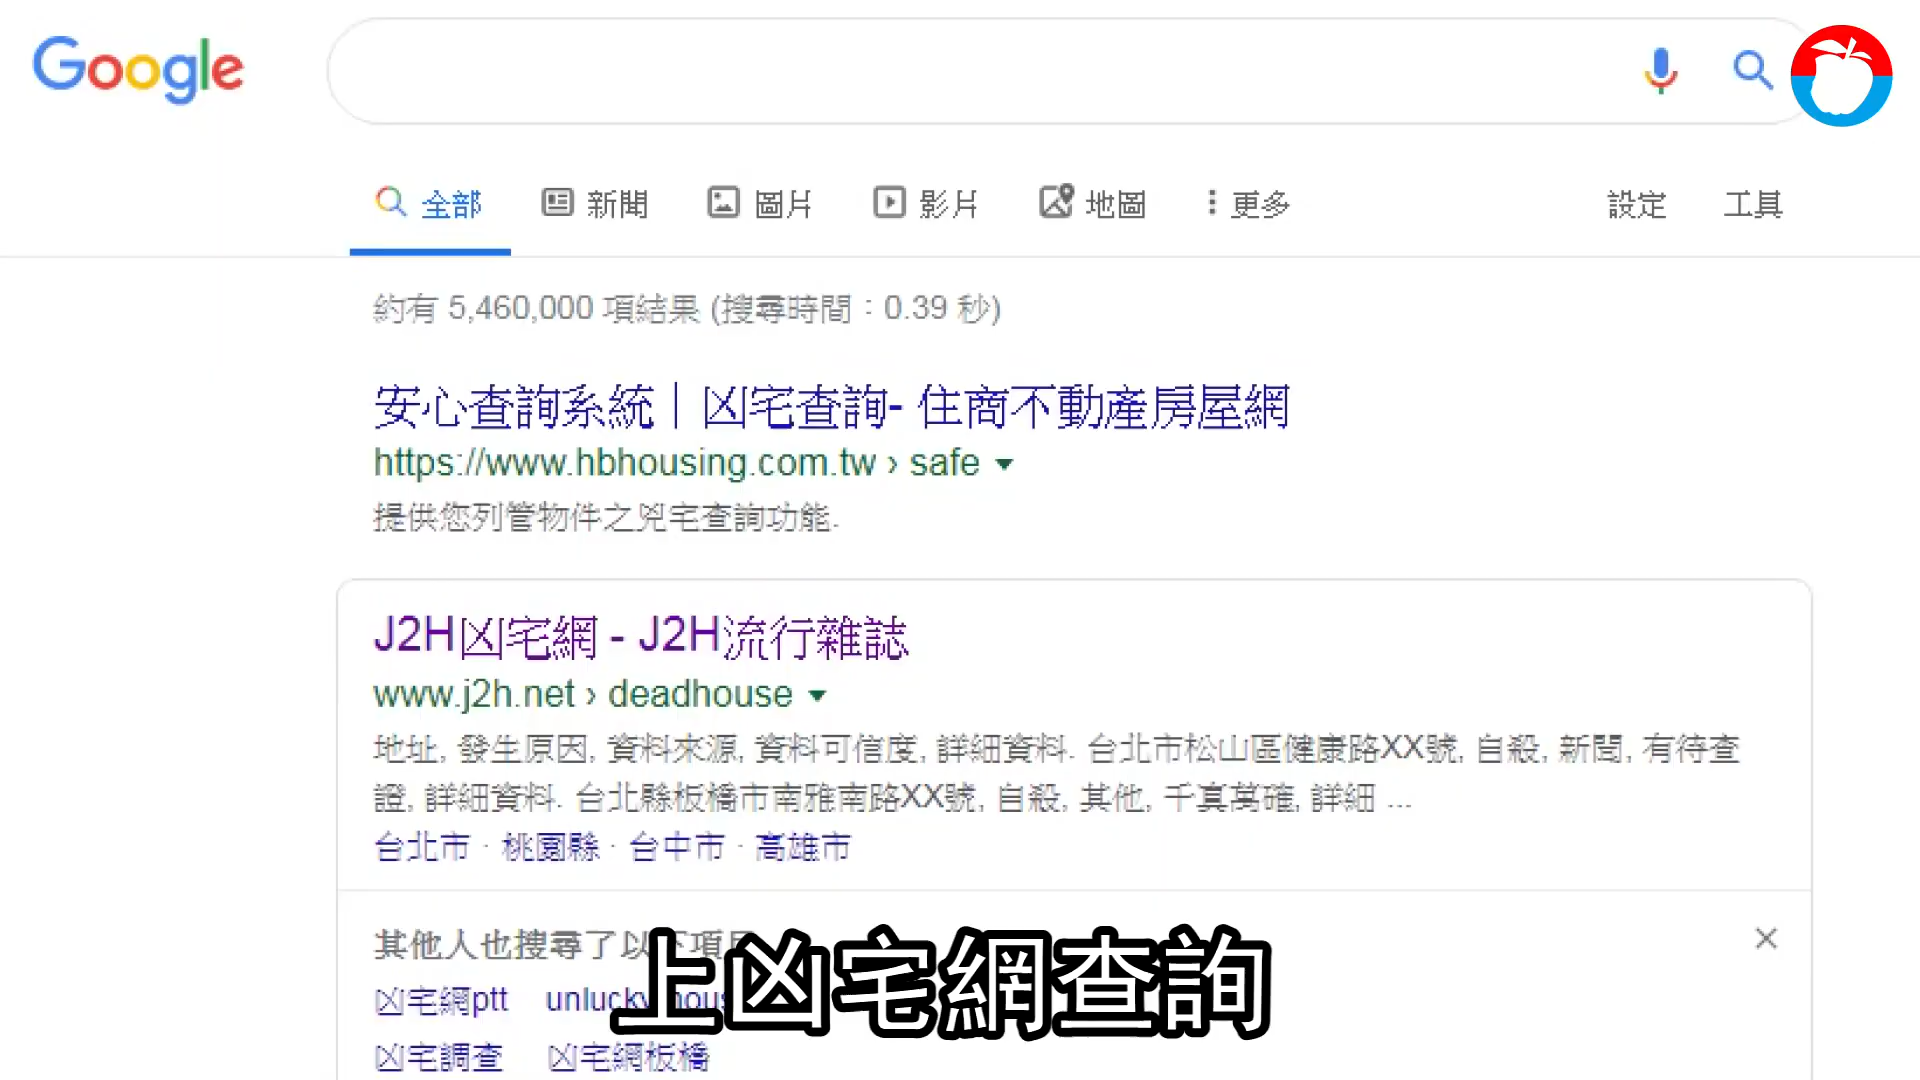 Google
全部 新聞 圖片 影片 地圖 更多 設定 工具
約有 5,460,000 項結果 (搜尋時間：0.39 秒)
安心查詢系統｜凶宅查詢- 住商不動產房屋網
https://www.hbhousing.com.tw › safe
提供您列管物件之兇宅查詢功能.
J2H凶宅網 - J2H流行雜誌
www.j2h.net › deadhouse
地址, 發生原因, 資料來源, 資料可信度, 詳細資料. 台北市松山區健康路XX號, 自殺, 新聞, 有待查
證, 詳細資料. 台北縣板橋市南雅南路XX號, 自殺, 其他, 千真萬確, 詳細 ...
台北市 · 桃園縣 · 台中市 · 高雄市
其他人也搜尋了以下項目
凶宅網ptt unlucky hous
上凶宅網查詢
凶宅調查 凶宅網板橋